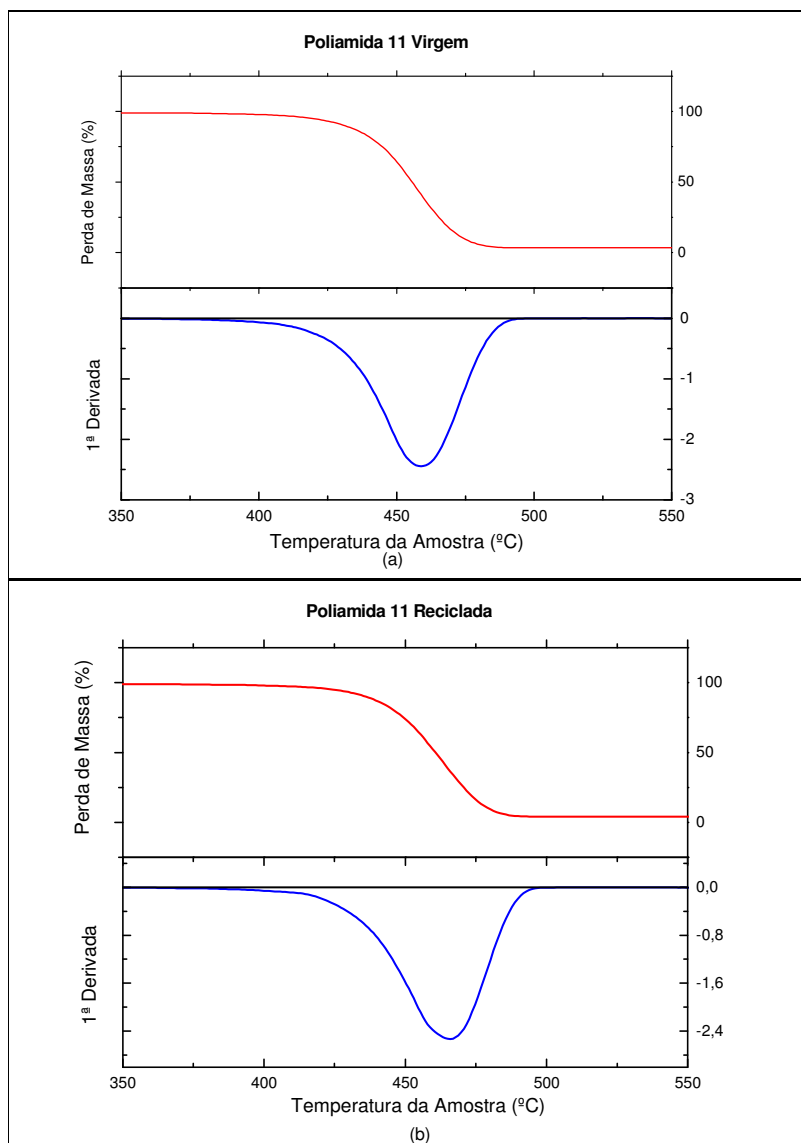 Poliamida 11 Virgem
Perda de Massa (%)
100
50
0
1ª Derivada
0
-1
-2
-3
350 400 450 500 550
Temperatura da Amostra (ºC)
(a)
Poliamida 11 Reciclada
Perda de Massa (%)
100
50
0
1ª Derivada
0,0
-0,8
-1,6
-2,4
350 400 450 500 550
Temperatura da Amostra (ºC)
(b)